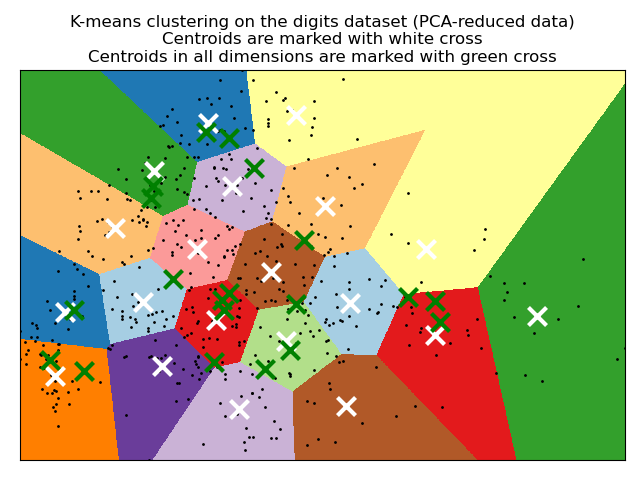 K-means clustering on the digits dataset (PCA-reduced data)
Centroids are marked with white cross
Centroids in all dimensions are marked with green cross